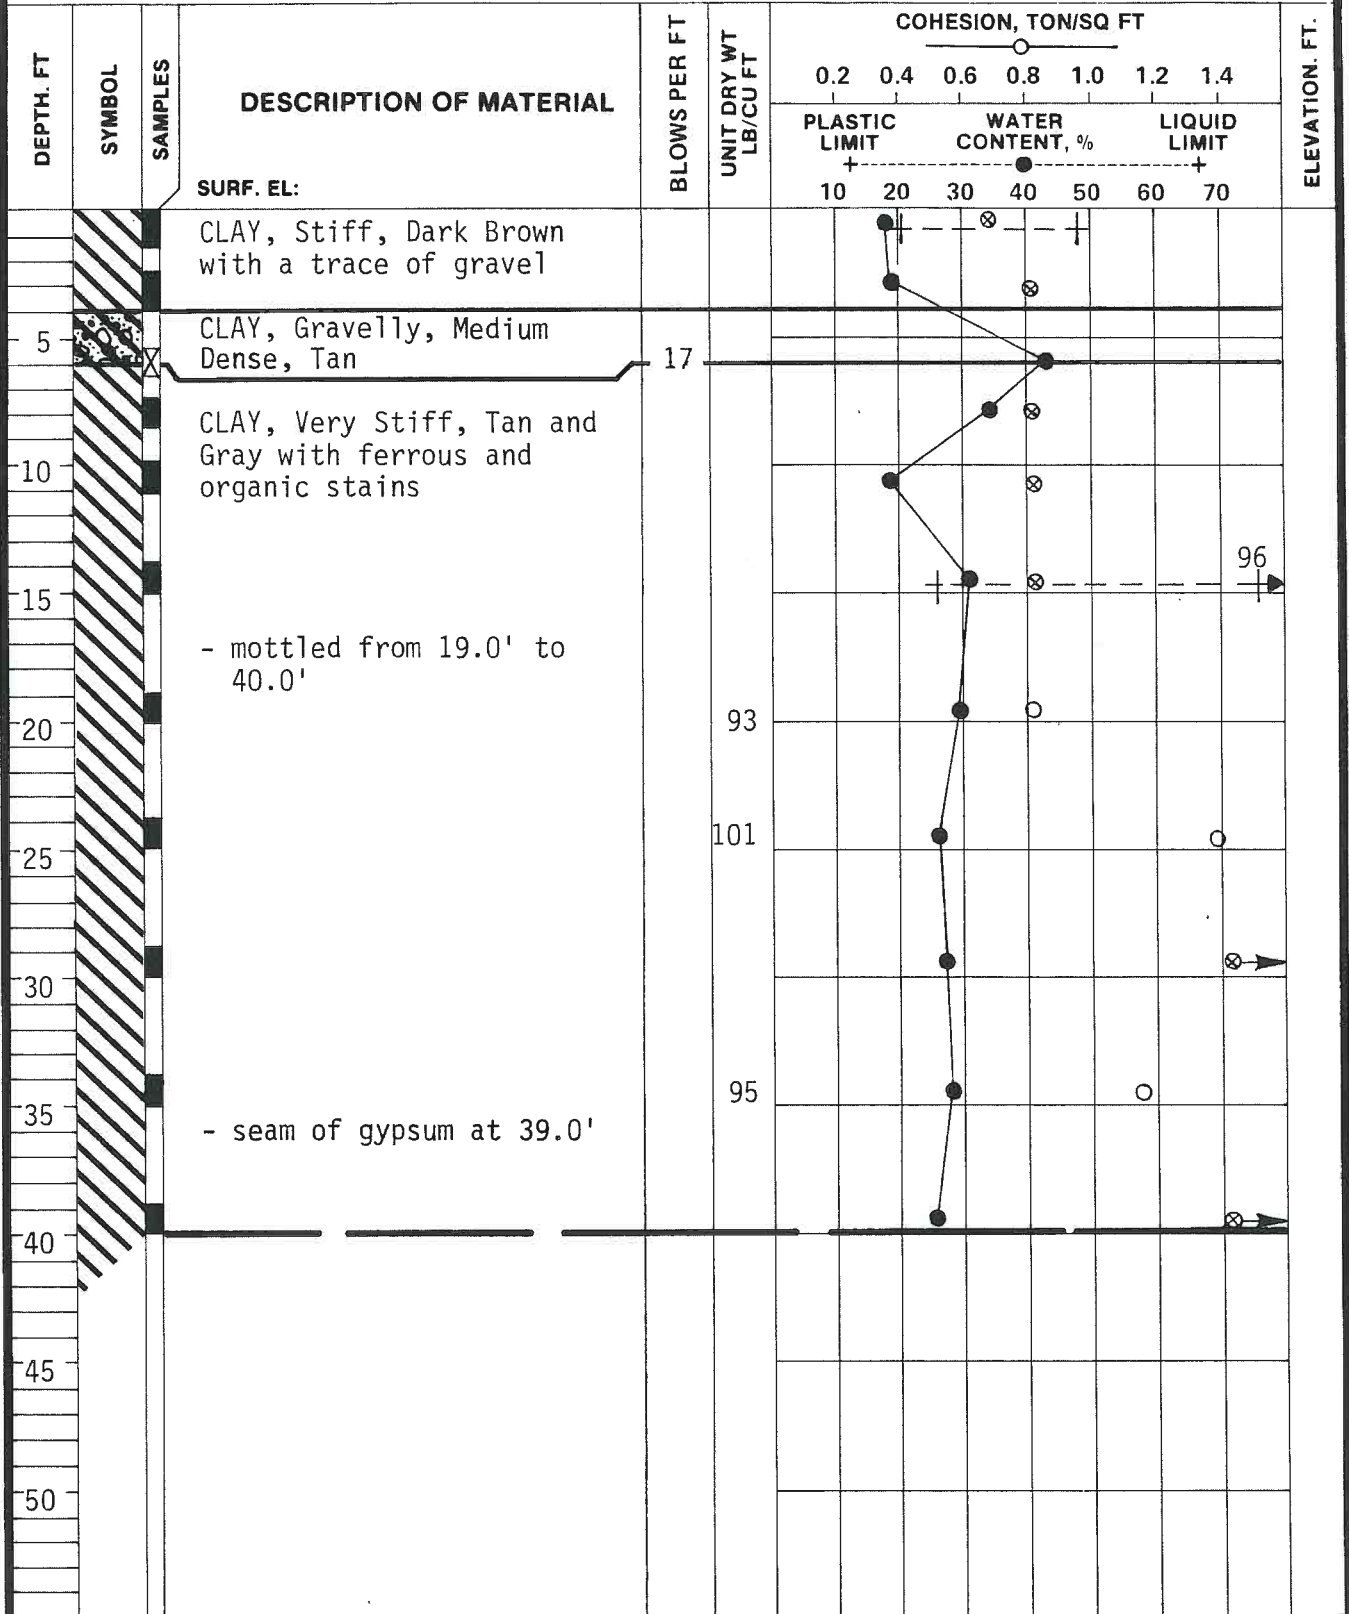 DEPTH. FT
SYMBOL
SAMPLES
DESCRIPTION OF MATERIAL
SURF. EL:
BLOWS PER FT
UNIT DRY WT
LB/CU FT
COHESION, TON/SQ FT
0.2 0.4 0.6 0.8 1.0 1.2 1.4
PLASTIC LIMIT
WATER CONTENT, %
LIQUID LIMIT
10 20 30 40 50 60 70
ELEVATION. FT.
CLAY, Stiff, Dark Brown
with a trace of gravel
5
CLAY, Gravelly, Medium
Dense, Tan
17
CLAY, Very Stiff, Tan and
Gray with ferrous and
organic stains
10
96
15
- mottled from 19.0' to
40.0'
20
93
101
25
30
95
35
- seam of gypsum at 39.0'
40
45
50